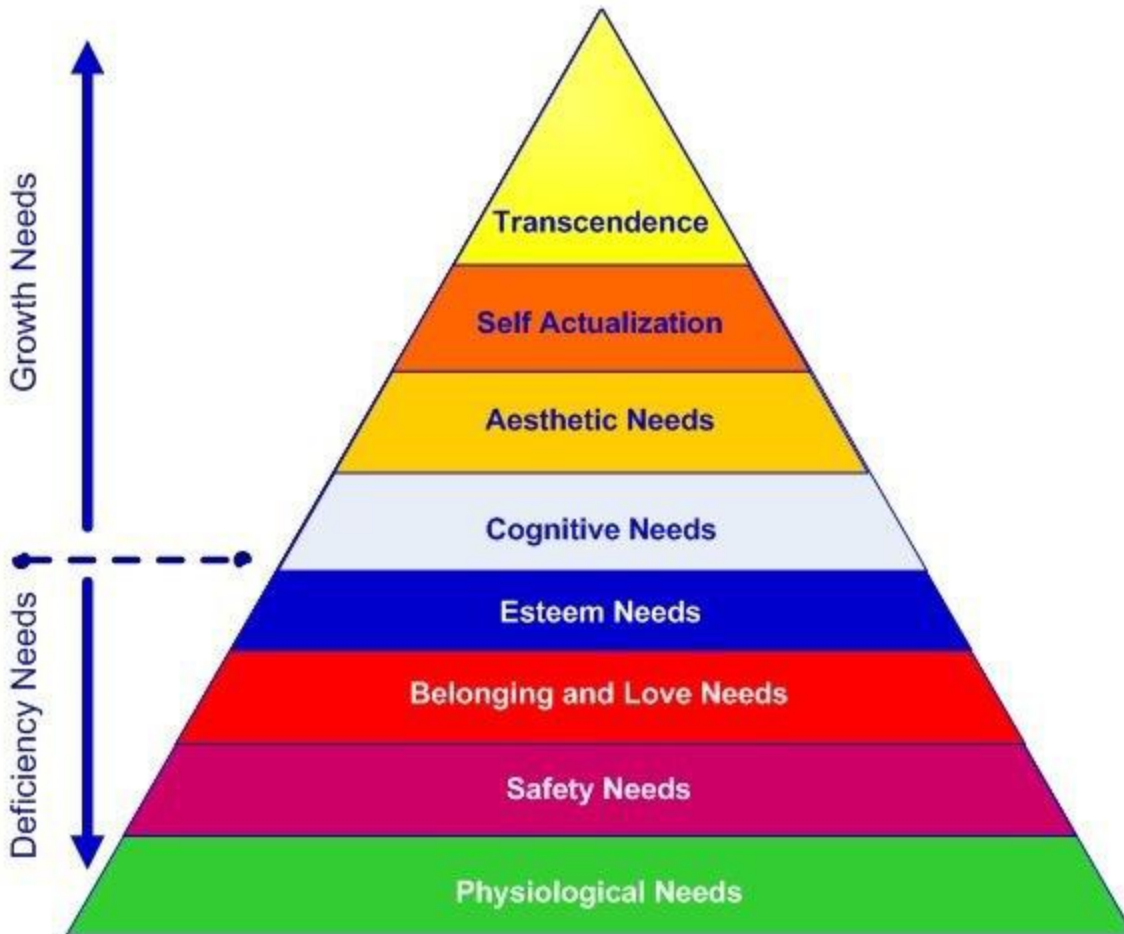 Growth Needs
Deficiency Needs
Transcendence
Self Actualization
Aesthetic Needs
Cognitive Needs
Esteem Needs
Belonging and Love Needs
Safety Needs
Physiological Needs